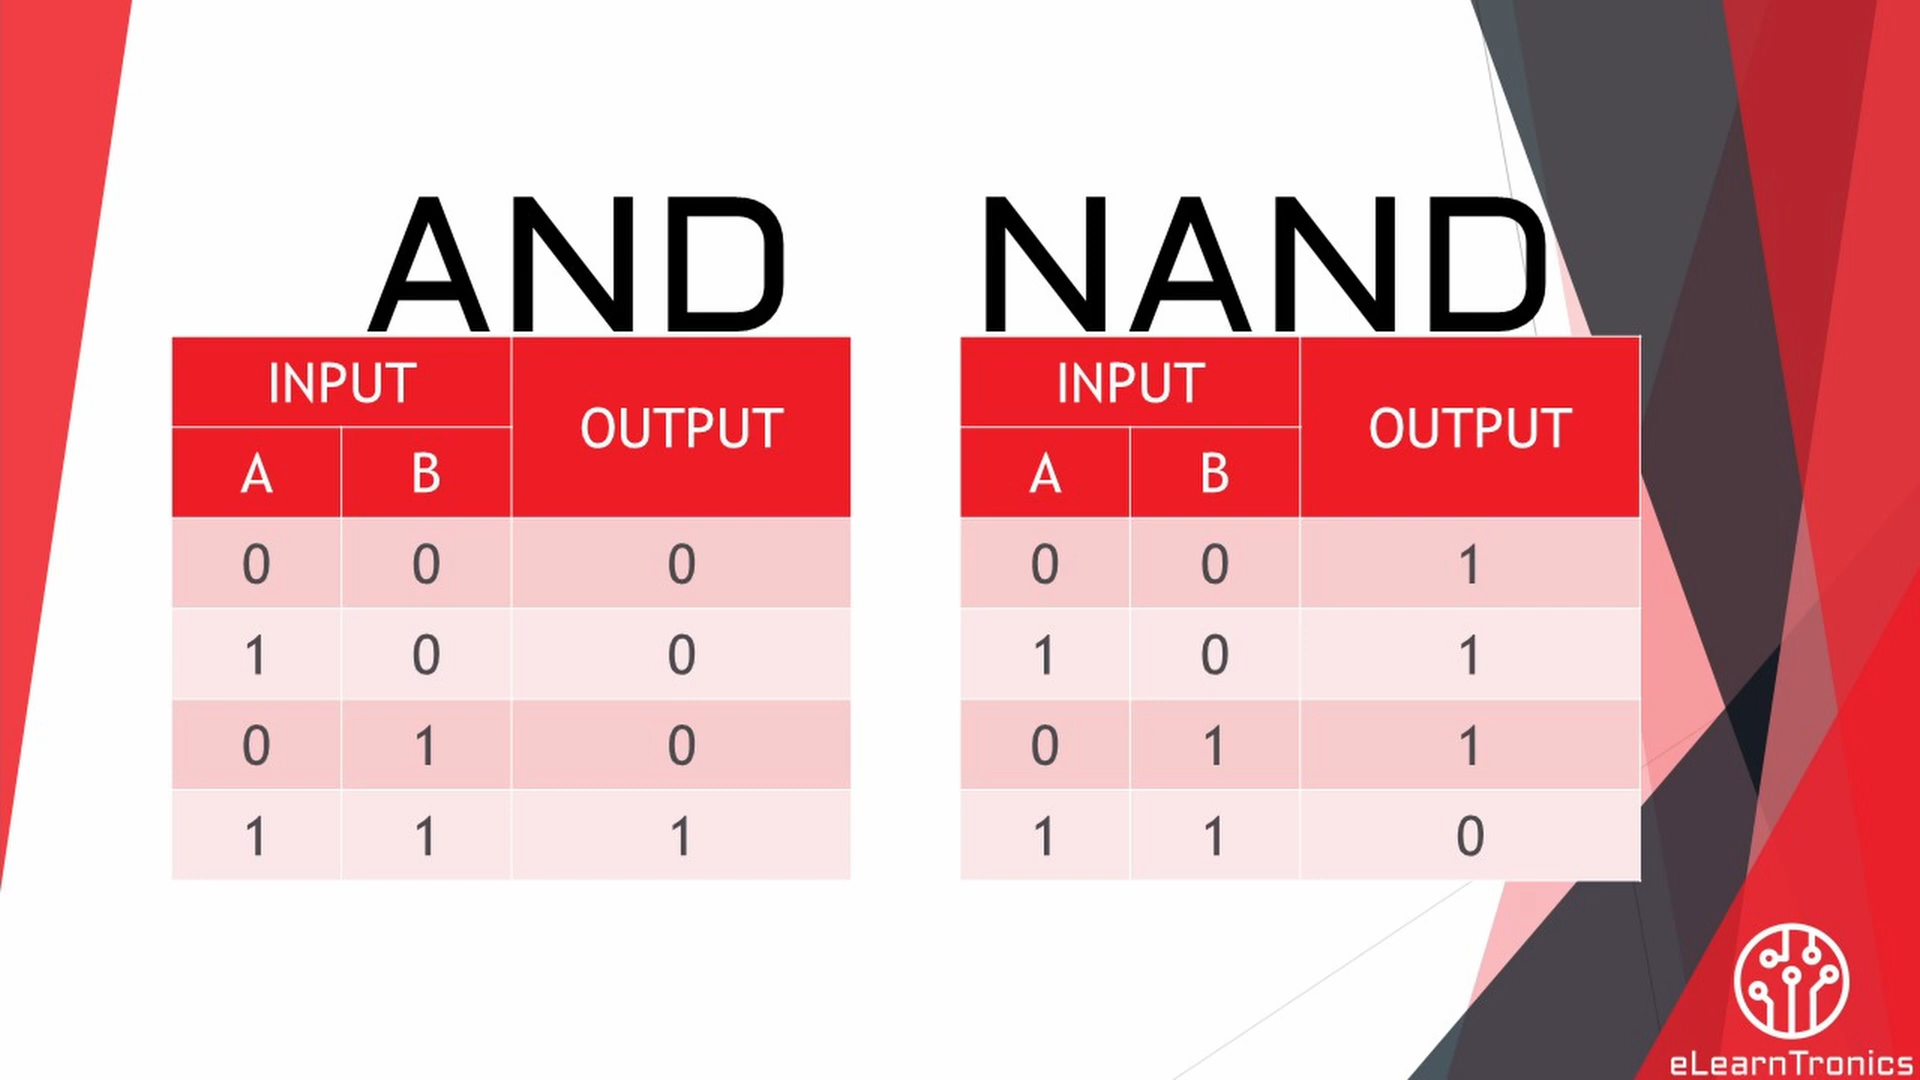 AND
INPUT OUTPUT
A B
0 0 0
1 0 0
0 1 0
1 1 1
NAND
INPUT OUTPUT
A B
0 0 1
1 0 1
0 1 1
1 1 0
eLearnTronics